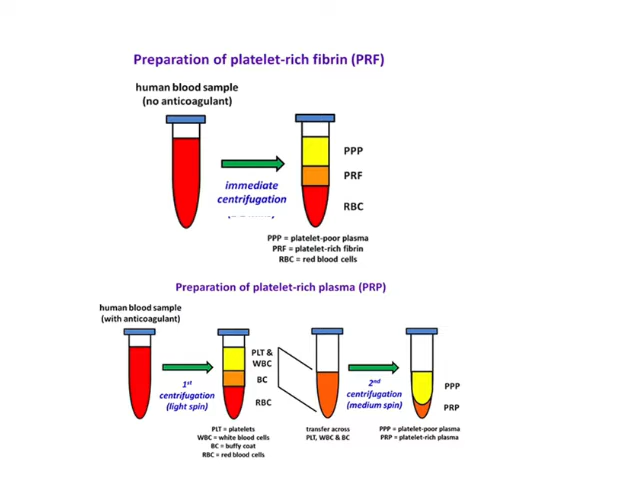 Preparation of platelet-rich fibrin (PRF)
human blood sample
(no anticoagulant)
PPP
PRF
RBC
immediate
centrifugation
PPP = platelet-poor plasma
PRF = platelet-rich fibrin
RBC = red blood cells
Preparation of platelet-rich plasma (PRP)
human blood sample
(with anticoagulant)
1st
centrifugation
(light spin)
PLT &
WBC
BC
RBC
2nd
centrifugation
(medium spin)
PPP
PRP
PLT = platelets
WBC = white blood cells
BC = buffy coat
RBC = red blood cells
transfer across
PLT, WBC & BC
PPP = platelet-poor plasma
PRP = platelet-rich plasma